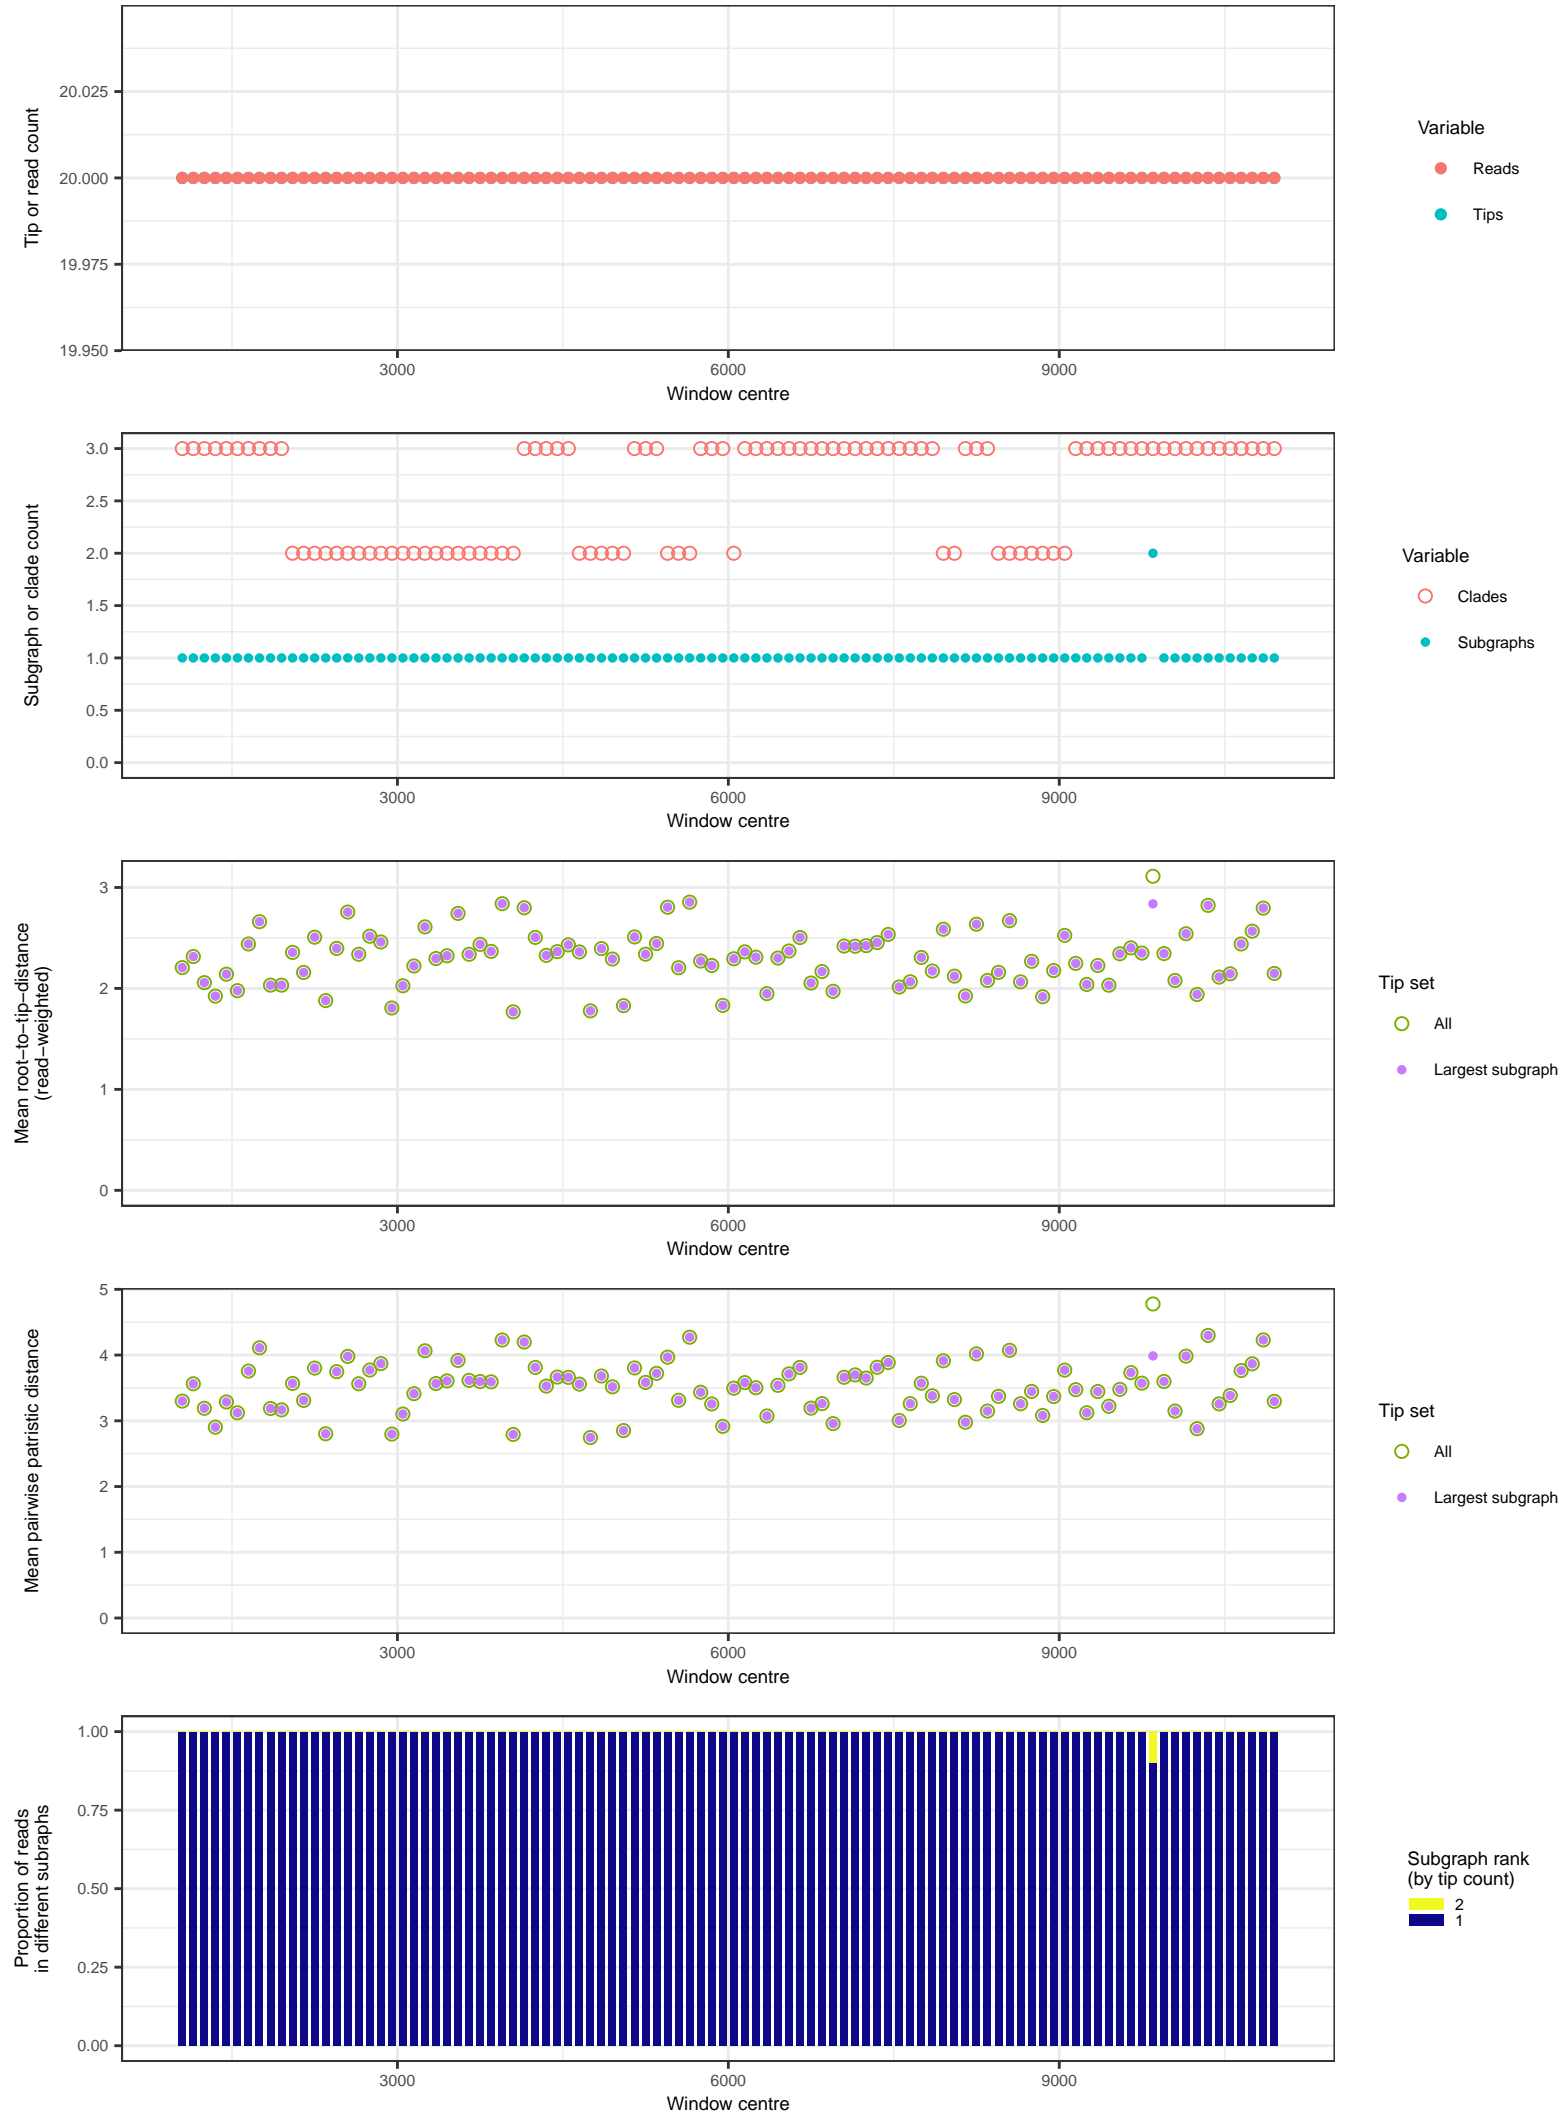 Tip or read count
20.025
20.000
19.975
19.950
3000
6000
9000
Window centre
Variable
Reads
Tips
Subgraph or clade count
3.0
2.5
2.0
1.5
1.0
0.5
0.0
3000
6000
9000
Window centre
Variable
Clades
Subgraphs
Mean root−to−tip−distance
(read−weighted)
3
2
1
0
3000
6000
9000
Window centre
Tip set
All
Largest subgraph
Mean pairwise patristic distance
5
4
3
2
1
0
3000
6000
9000
Window centre
Tip set
All
Largest subgraph
Proportion of reads
in different subraphs
1.00
0.75
0.50
0.25
0.00
3000
6000
9000
Window centre
Subgraph rank
(by tip count)
2
1